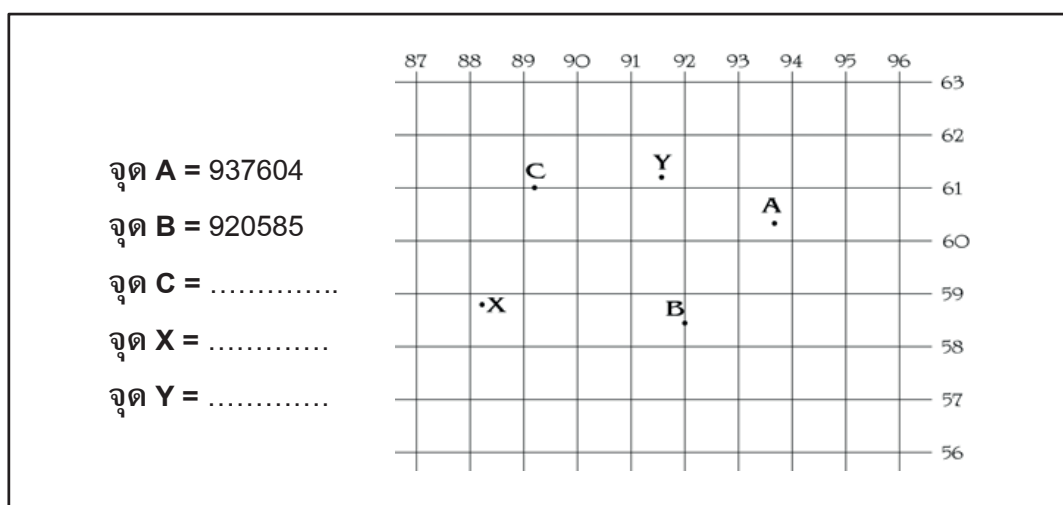 87 88 89 90 91 92 93 94 95 96
63
62
จุด A = 937604
Y
C
61
A
จุด B = 920585
60
จุด C = …………..
59
X
B
จุด X = ………….
58
จุด Y = ………….
57
56